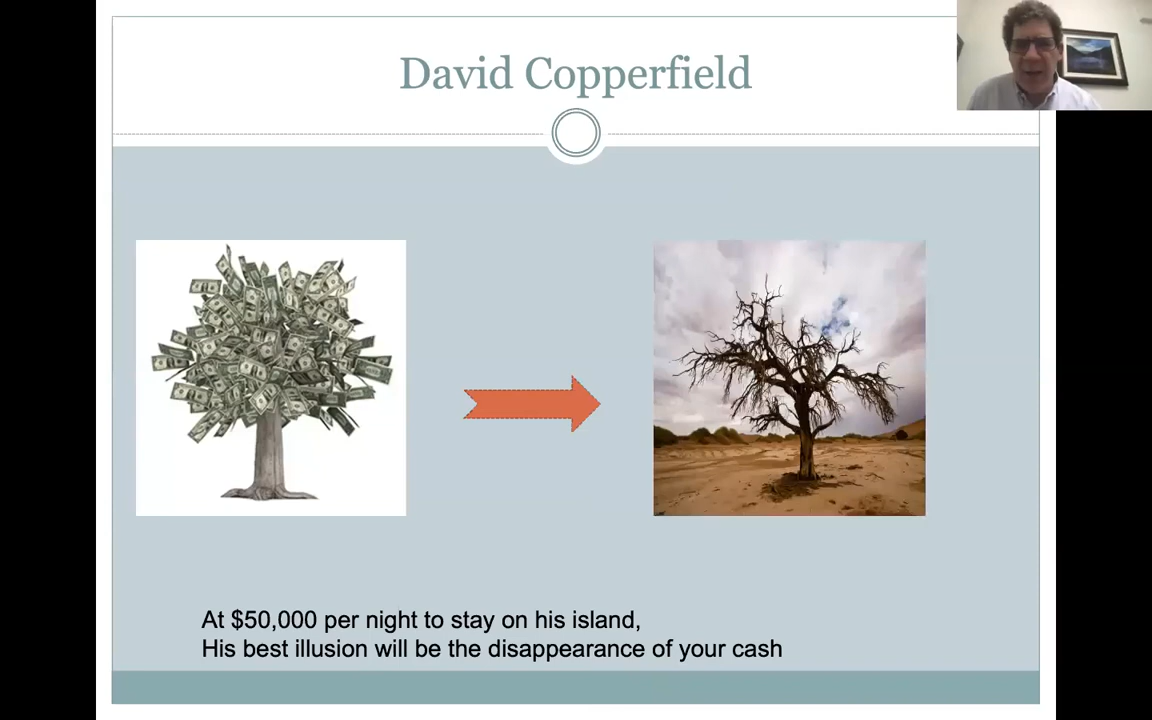 David Copperfield
At $50,000 per night to stay on his island,
His best illusion will be the disappearance of your cash